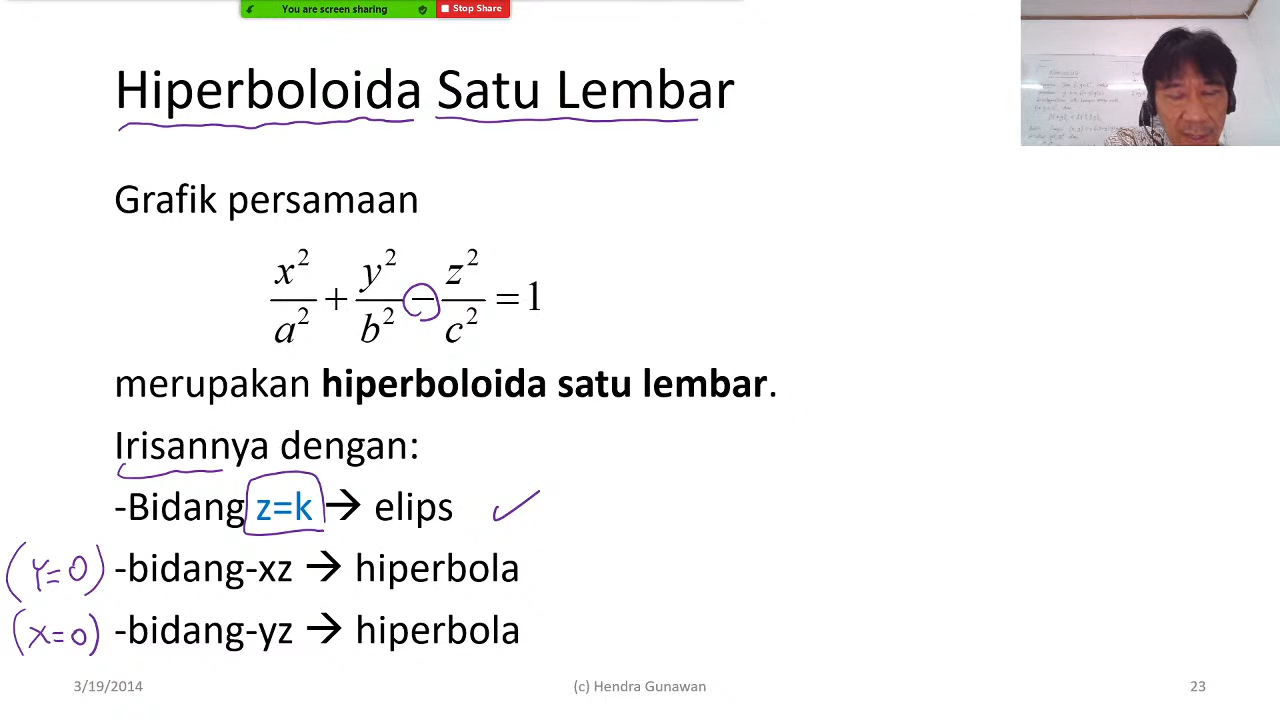 You are screen sharing Stop Share
Hiperboloida Satu Lembar
Grafik persamaan
x²/a² + y²/b² − z²/c² = 1
merupakan hiperboloida satu lembar.
Irisannya dengan:
-Bidang z=k → elips ✓
(Y=0) -bidang-xz → hiperbola
(X=0) -bidang-yz → hiperbola
3/19/2014 (c) Hendra Gunawan 23